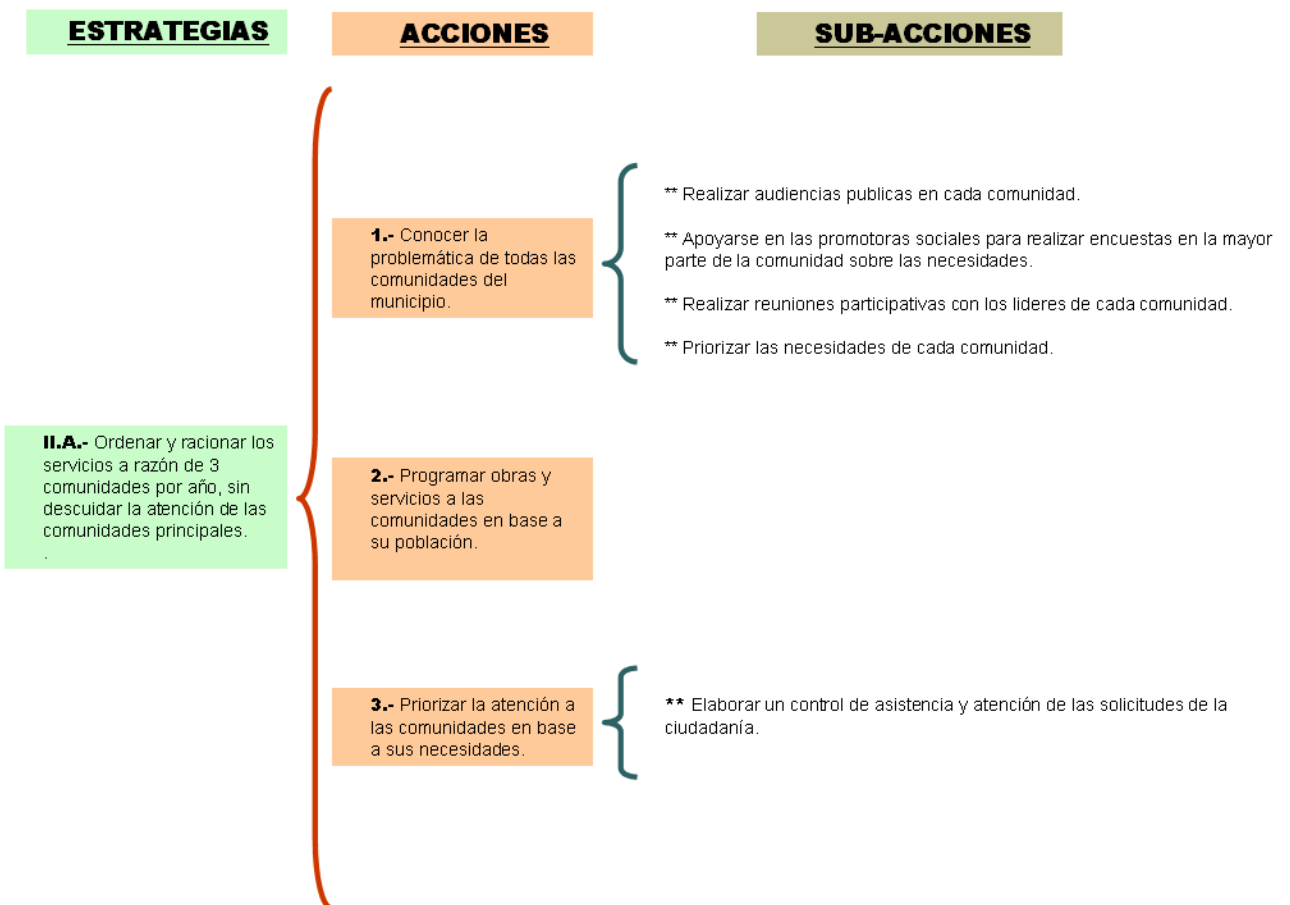 ESTRATEGIAS
ACCIONES
SUB-ACCIONES
II.A.- Ordenar y racionar los
servicios a razón de 3
comunidades por año, sin
descuidar la atención de las
comunidades principales.
.
1.- Conocer la
problemática de todas las
comunidades del
municipio.
** Realizar audiencias publicas en cada comunidad.
** Apoyarse en las promotoras sociales para realizar encuestas en la mayor
parte de la comunidad sobre las necesidades.
** Realizar reuniones participativas con los lideres de cada comunidad.
** Priorizar las necesidades de cada comunidad.
2.- Programar obras y
servicios a las
comunidades en base a
su población.
3.- Priorizar la atención a
las comunidades en base
a sus necesidades.
** Elaborar un control de asistencia y atención de las solicitudes de la
ciudadanía.